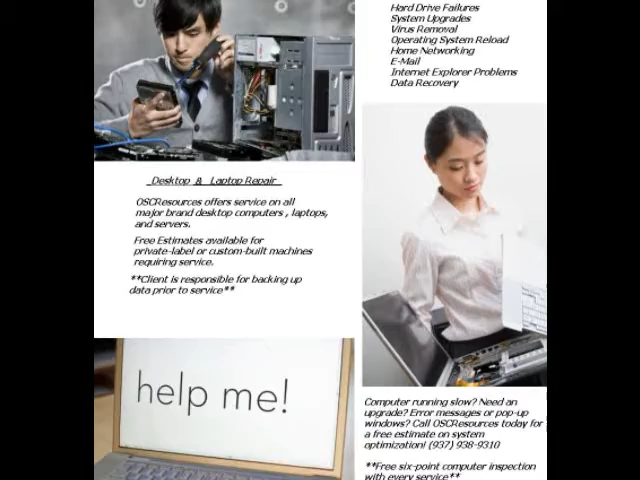 Hard Drive Failures
System Upgrades
Virus Removal
Operating System Reload
Home Networking
E-Mail
Internet Explorer Problems
Data Recovery
Desktop & Laptop Repair
OSCResources offers service on all
major brand desktop computers , laptops,
and servers.
Free Estimates available for
private-label or custom-built machines
requiring service.
**Client is responsible for backing up
data prior to service**
help me!
Computer running slow? Need an
upgrade? Error messages or pop-up
windows? Call OSCResources today for
a free estimate on system
optimization! (937) 938-9310
**Free six-point computer inspection
with every service**